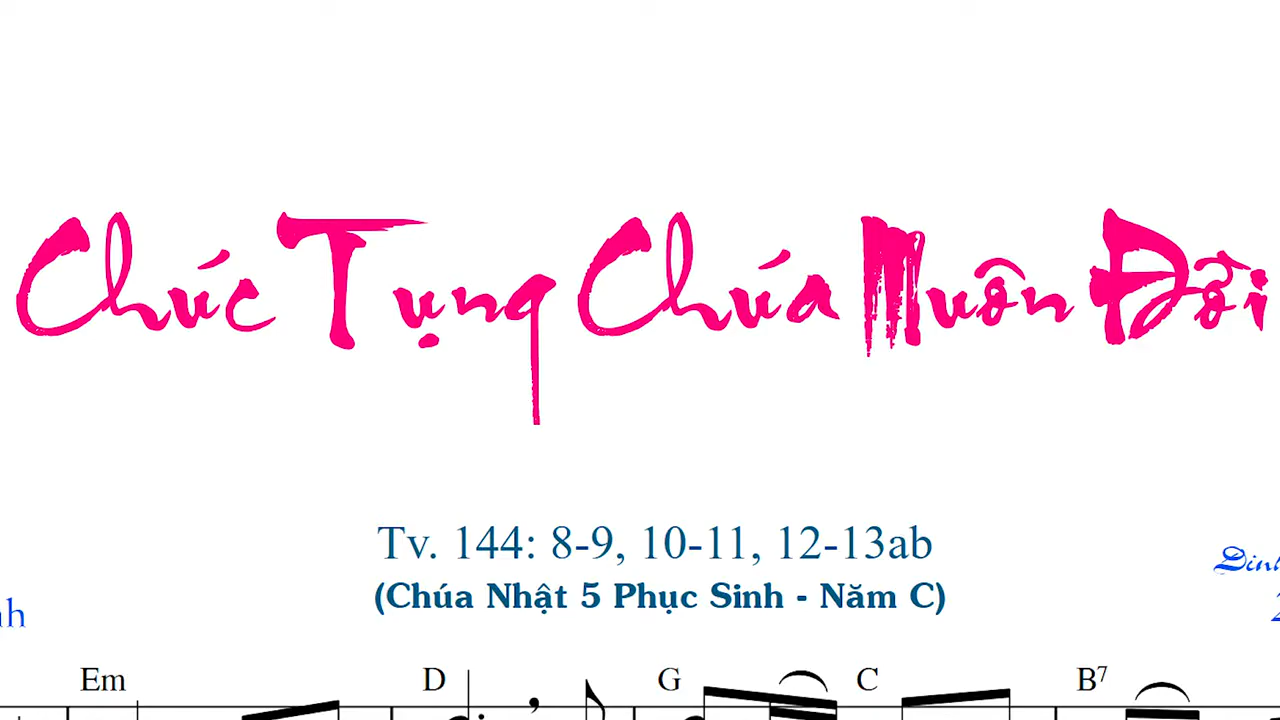 Chúc Tụng Chúa Muôn Đời
Tv. 144: 8-9, 10-11, 12-13ab
(Chúa Nhật 5 Phục Sinh - Năm C)
Em D G C B7